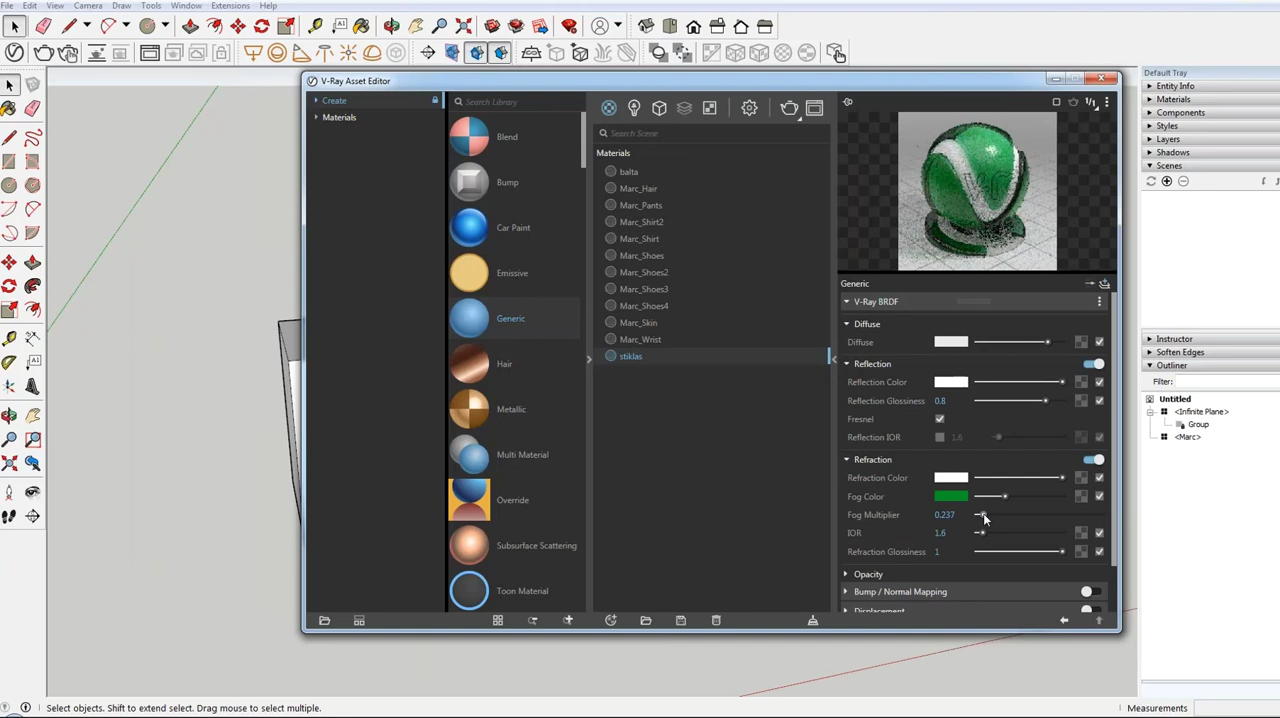 File Edit View Camera Draw Tools Window Extensions Help
V-Ray Asset Editor
Default Tray
Entity Info
Materials
Components
Styles
Layers
Shadows
Scenes
Instructor
Soften Edges
Outliner
Filter:
Untitled
<Infinite Plane>
Group
<Marc>
Create
Materials
Search Library
Blend
Bump
Car Paint
Emissive
Generic
Hair
Metallic
Multi Material
Override
Subsurface Scattering
Toon Material
Search Scene
Materials
balta
Marc_Hair
Marc_Pants
Marc_Shirt2
Marc_Shirt
Marc_Shoes
Marc_Shoes2
Marc_Shoes3
Marc_Shoes4
Marc_Skin
Marc_Wrist
stiklas
1/1
Generic
V-Ray BRDF
Diffuse
Diffuse
Reflection
Reflection Color
Reflection Glossiness 0.8
Fresnel
Reflection IOR 1.6
Refraction
Refraction Color
Fog Color
Fog Multiplier 0.237
IOR 1.6
Refraction Glossiness 1
Opacity
Bump / Normal Mapping
Displacement
Select objects. Shift to extend select. Drag mouse to select multiple.
Measurements